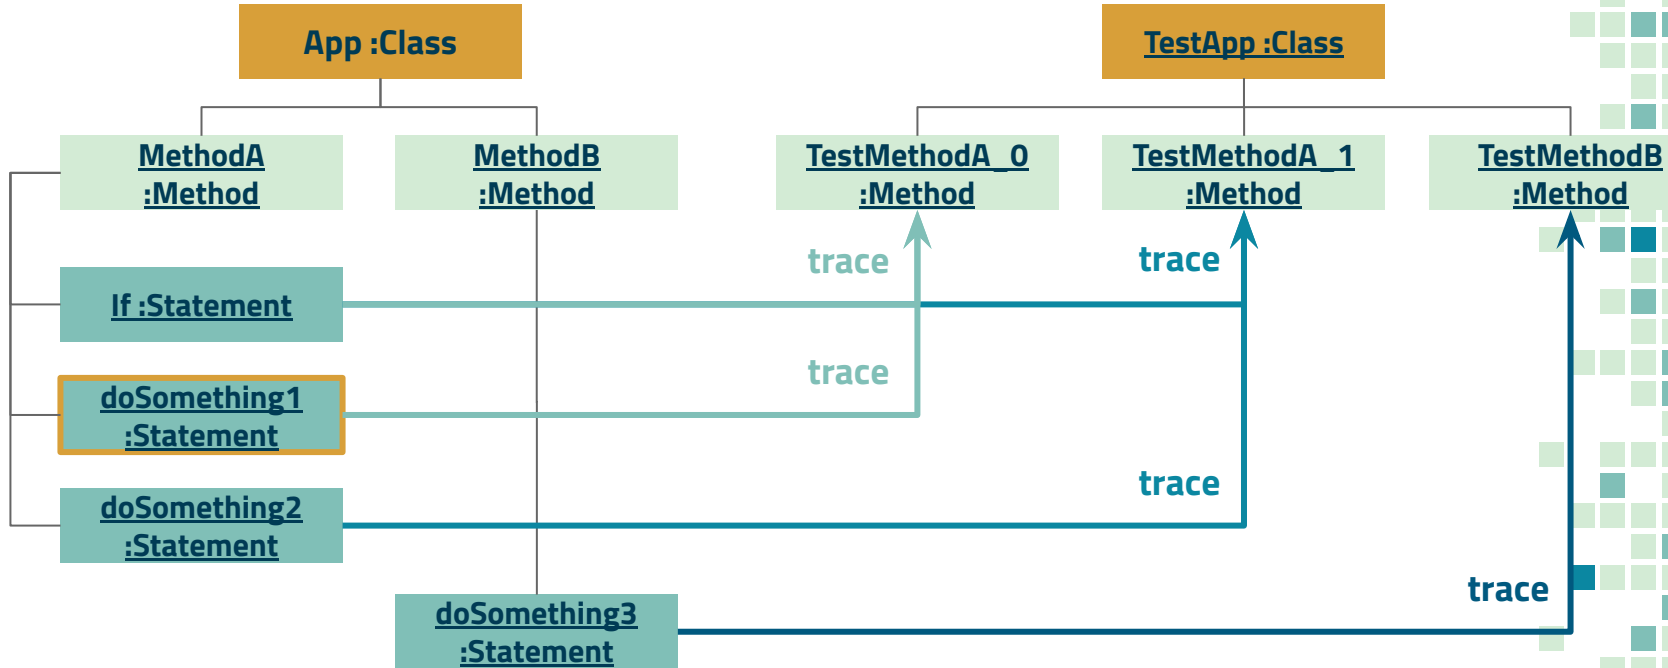 App :Class
TestApp :Class
MethodA
:Method
MethodB
:Method
TestMethodA_0
:Method
TestMethodA_1
:Method
TestMethodB
:Method
trace
trace
If :Statement
trace
doSomething1
:Statement
trace
doSomething2
:Statement
trace
doSomething3
:Statement